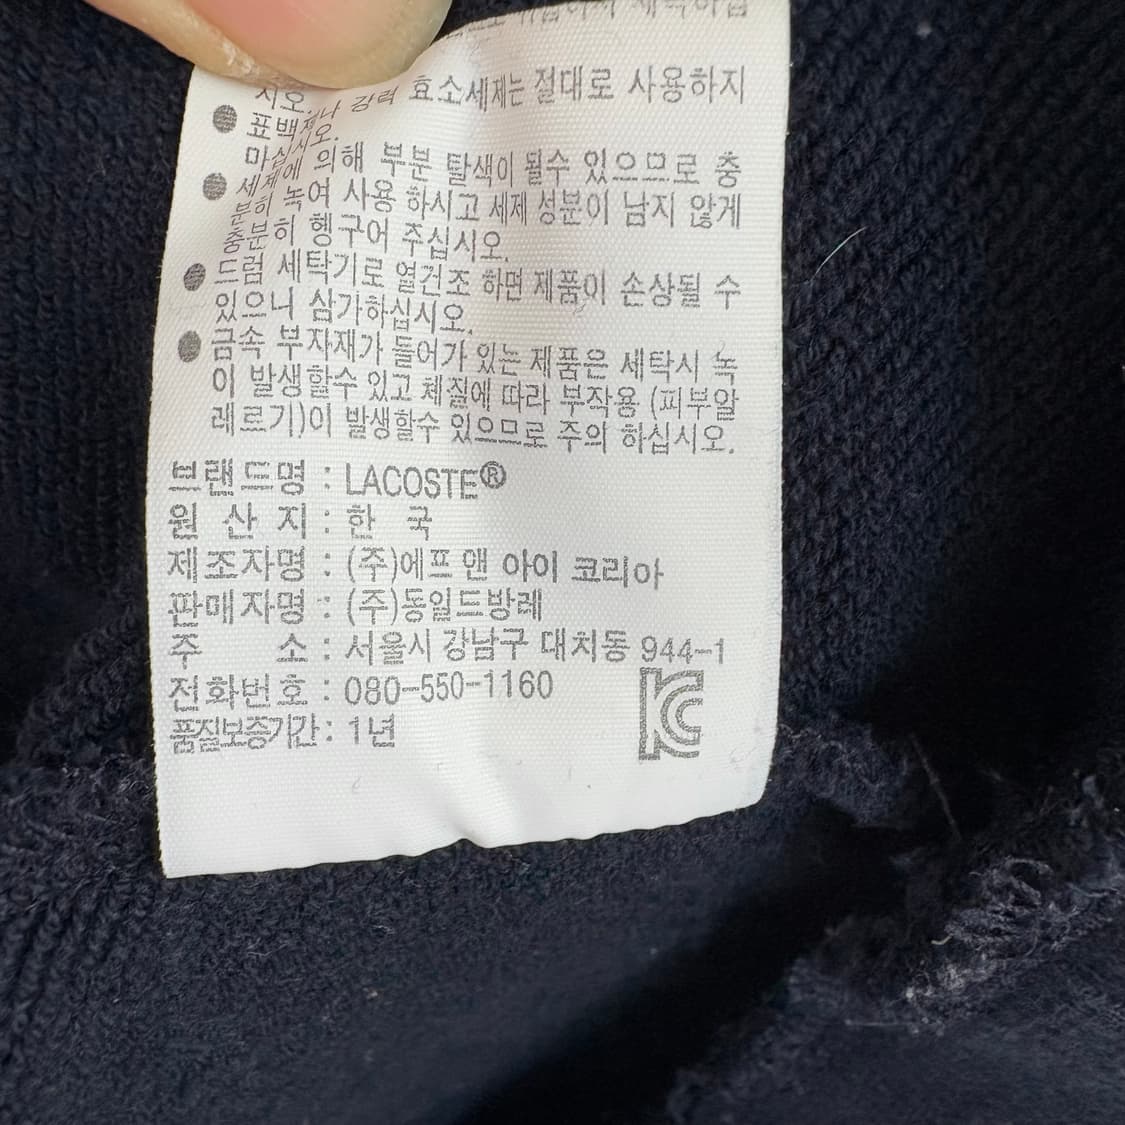 시오.
● 표백제나 강력 효소세제는 절대로 사용하지
마십시오.
● 세제에 의해 부분 탈색이 될수 있으므로 충
분히 녹여 사용 하시고 세제 성분이 남지 않게
충분히 헹구어 주십시오.
● 드럼 세탁기로 열건조 하면 제품이 손상될 수
있으니 삼가하십시오.
● 금속 부자재가 들어가 있는 제품은 세탁시 녹
이 발생할수 있고 체질에 따라 부작용 (피부알
레르기)이 발생할수 있으므로 주의 하십시오.
브랜드명 : LACOSTE®
원 산 지 : 한 국
제조자명 : (주)에프 앤 아이 코리아
판매자명 : (주)동일드방레
주 소 : 서울시 강남구 대치동 944-1
전화번호 : 080-550-1160
품질보증기간 : 1년